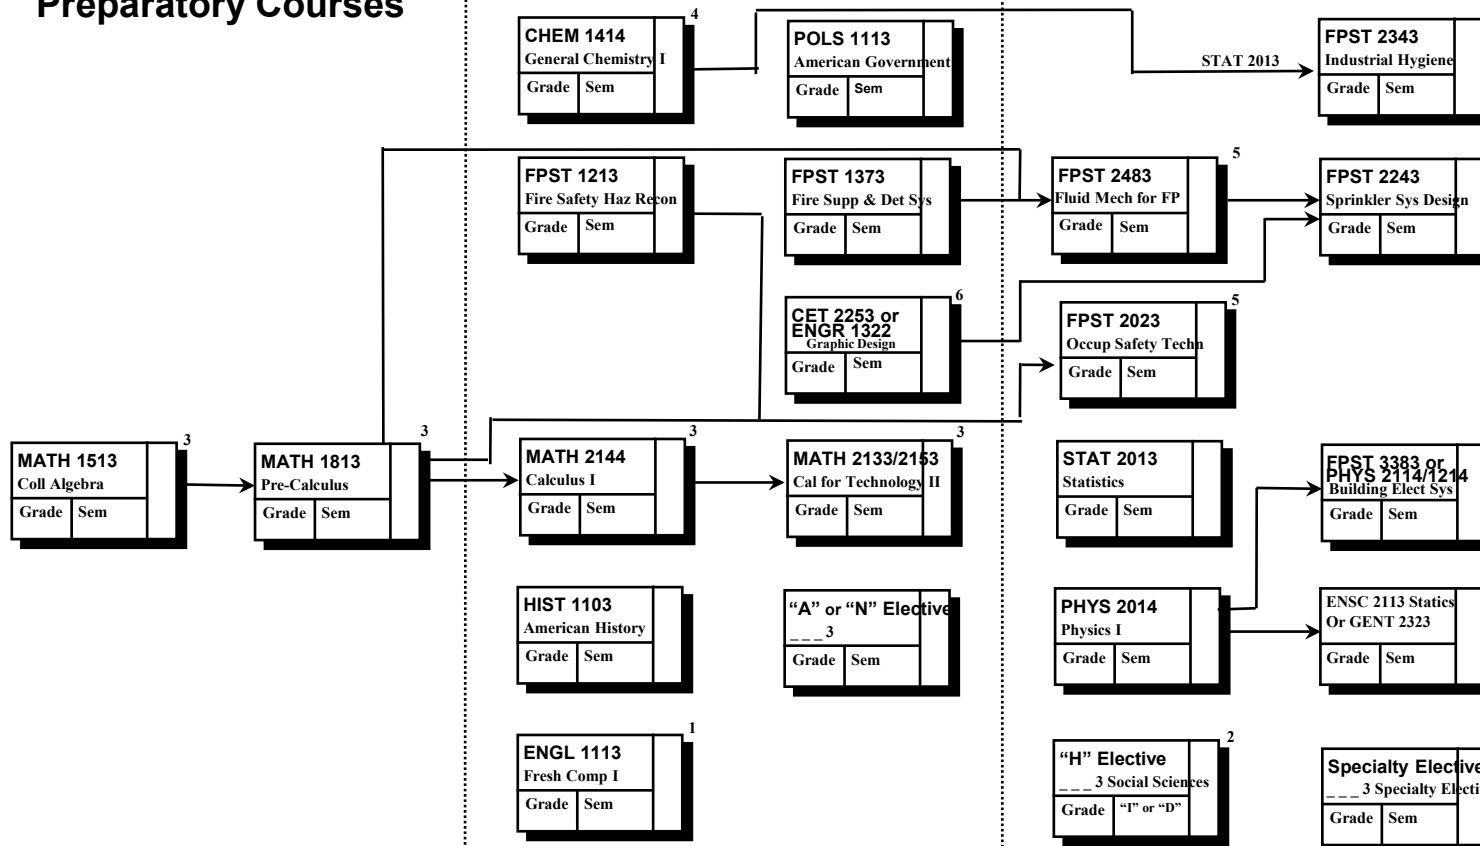 Preparatory Courses
4
CHEM 1414
General Chemistry I
Grade Sem
POLS 1113
American Government
Grade Sem
STAT 2013
FPST 2343
Industrial Hygiene
Grade Sem
FPST 1213
Fire Safety Haz Recon
Grade Sem
FPST 1373
Fire Supp & Det Sys
Grade Sem
5
FPST 2483
Fluid Mech for FP
Grade Sem
FPST 2243
Sprinkler Sys Design
Grade Sem
6
CET 2253 or
ENGR 1322
Graphic Design
Grade Sem
5
FPST 2023
Occup Safety Techn
Grade Sem
3
MATH 1513
Coll Algebra
Grade Sem
3
MATH 1813
Pre-Calculus
Grade Sem
3
MATH 2144
Calculus I
Grade Sem
3
MATH 2133/2153
Cal for Technology II
Grade Sem
STAT 2013
Statistics
Grade Sem
FPST 3383 or
PHYS 2114/1214
Building Elect Sys
Grade Sem
HIST 1103
American History
Grade Sem
“A” or “N” Elective
_ _ _ 3
Grade Sem
PHYS 2014
Physics I
Grade Sem
ENSC 2113 Statics
Or GENT 2323
Grade Sem
1
ENGL 1113
Fresh Comp I
Grade Sem
2
“H” Elective
_ _ _ 3 Social Sciences
Grade “I” or “D”
Specialty Elective
_ _ _ 3 Specialty Electi
Grade Sem